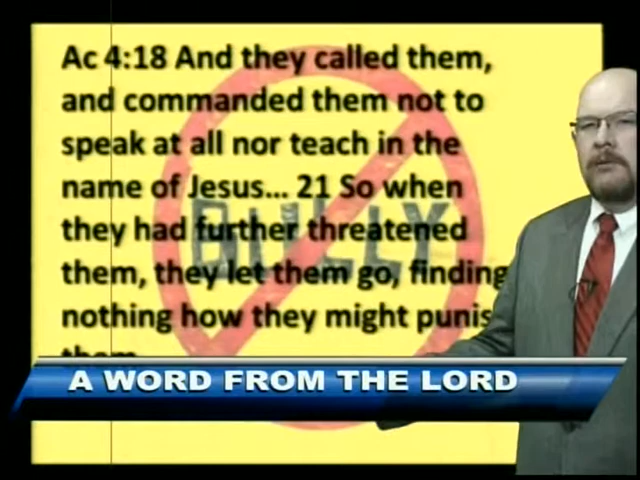 Ac 4:18 And they called them,
and commanded them not to
speak at all nor teach in the
name of Jesus... 21 So when
they had further threatened
them, they let them go, finding
nothing how they might punis
them
BULLY
A WORD FROM THE LORD